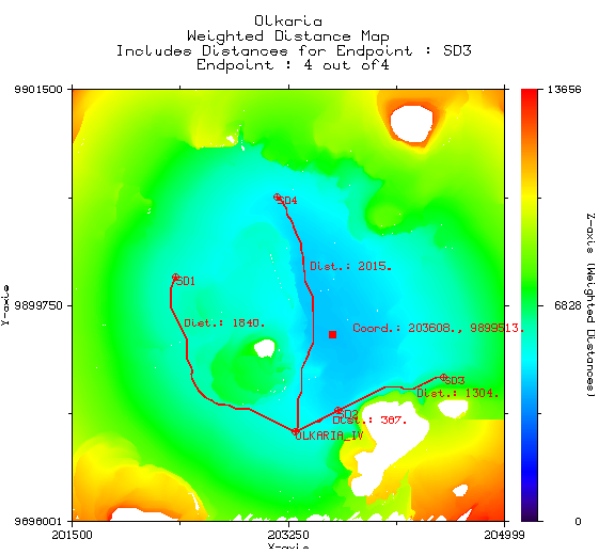 Olkaria
Weighted Distance Map
Includes Distances for Endpoint : SD3
Endpoint : 4 out of4
9901500
13656
SD4
Dist.: 2015.
SD1
9899750
6828
Dist.: 1840.
Coord.: 203608., 9899513.
SD3
Dist.: 1304.
SD2
Dist.: 367.
OLKARIA_IV
9898001
0
201500
203250
204999
X-axis
Y-axis
Z-axis (Weighted Distances)